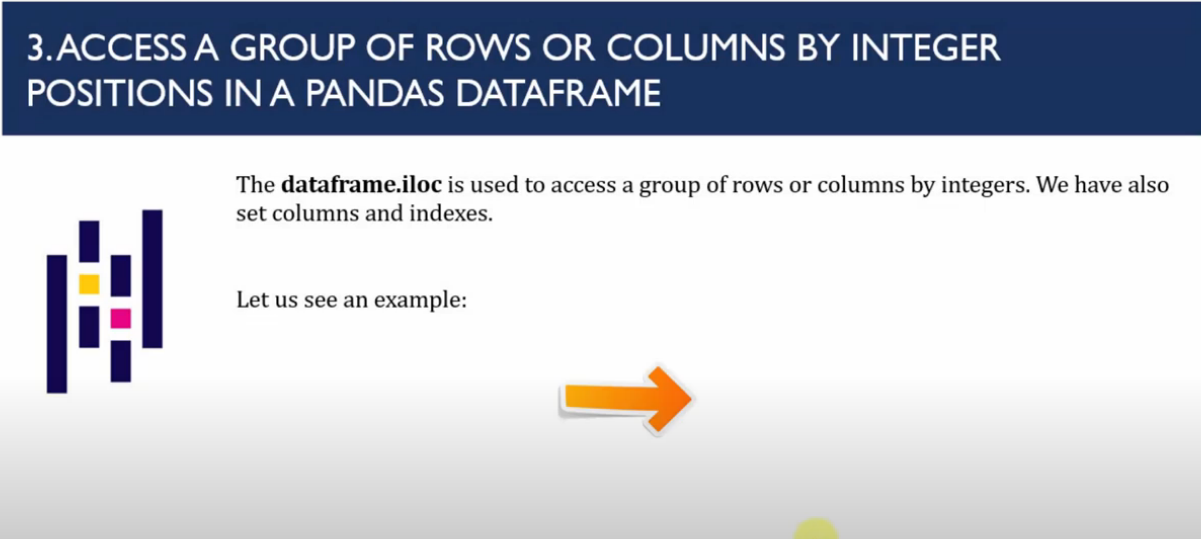 3. ACCESS A GROUP OF ROWS OR COLUMNS BY INTEGER
POSITIONS IN A PANDAS DATAFRAME
The dataframe.iloc is used to access a group of rows or columns by integers. We have also
set columns and indexes.
Let us see an example: